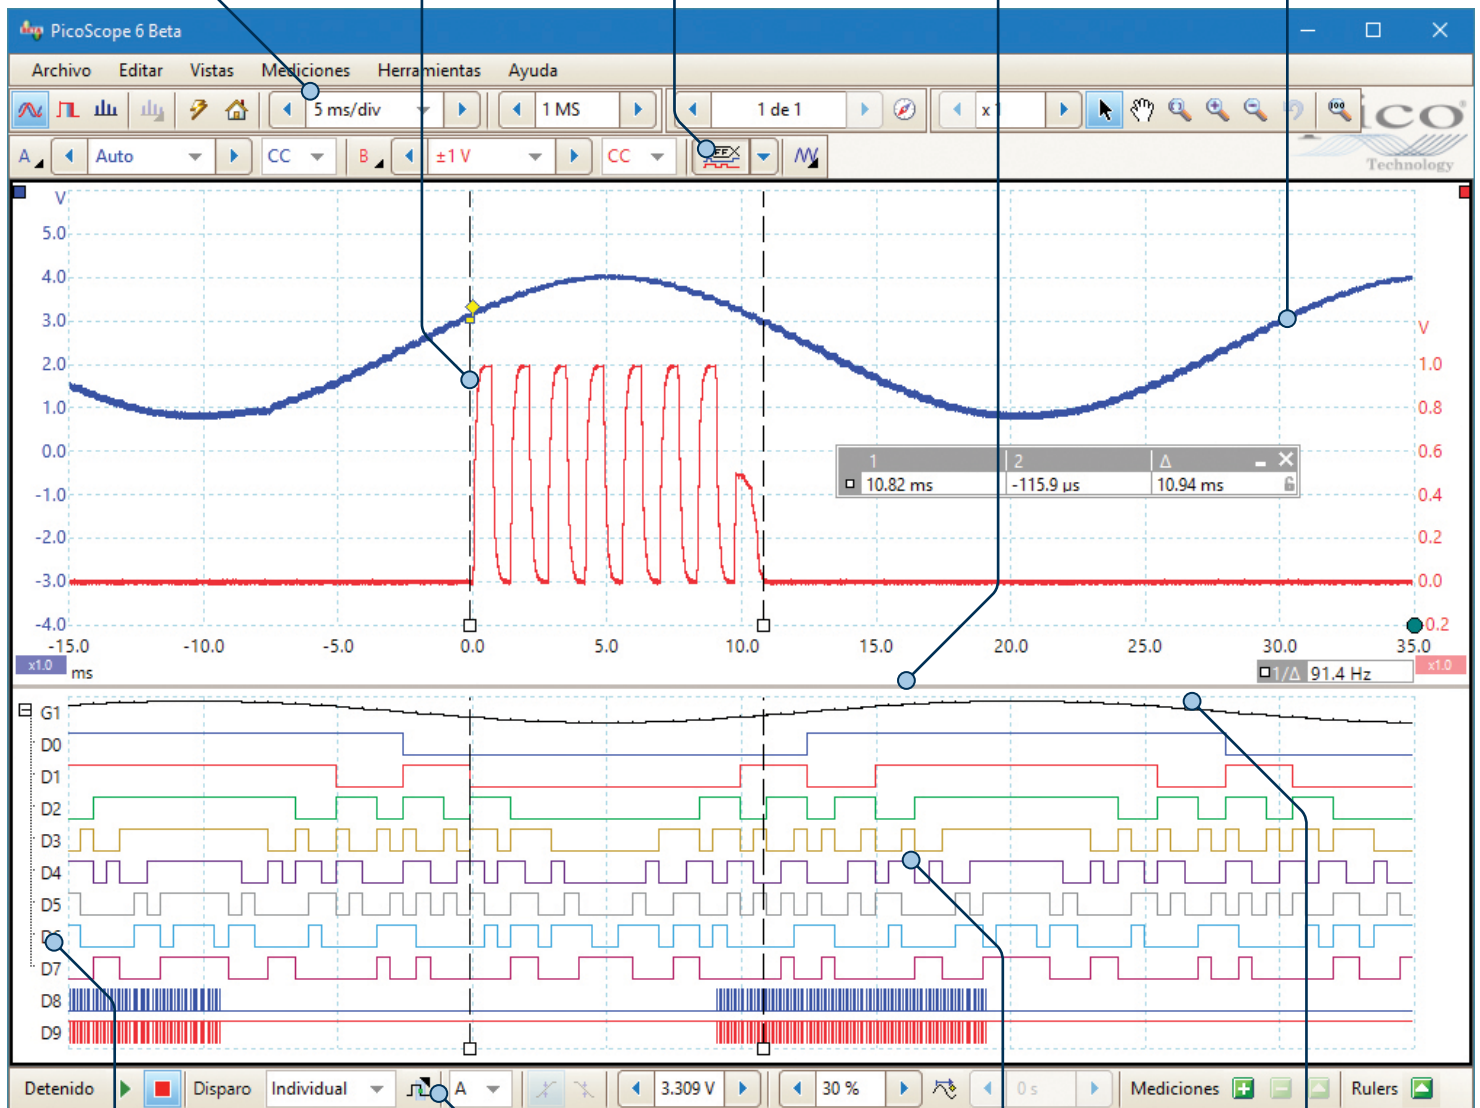 PicoScope 6 Beta
Archivo Editar Vistas Mediciones Herramientas Ayuda
5 ms/div 1 MS 1 de 1 x 1
pico
Technology
A Auto CC B ±1 V CC
V
5.0
4.0
3.0
2.0
1.0
0.0
-1.0
-2.0
-3.0
-4.0
V
1.0
0.8
0.6
0.4
0.2
0.0
0.2
1 2 Δ
10.82 ms -115.9 µs 10.94 ms
-15.0 -10.0 -5.0 0.0 5.0 10.0 15.0 20.0 25.0 30.0 35.0
x1.0 ms 1/Δ 91.4 Hz x1.0
G1
D0
D1
D2
D3
D4
D5
D7
D8
D9
Detenido Disparo Individual A 3.309 V 30 % 0 s Mediciones Rulers